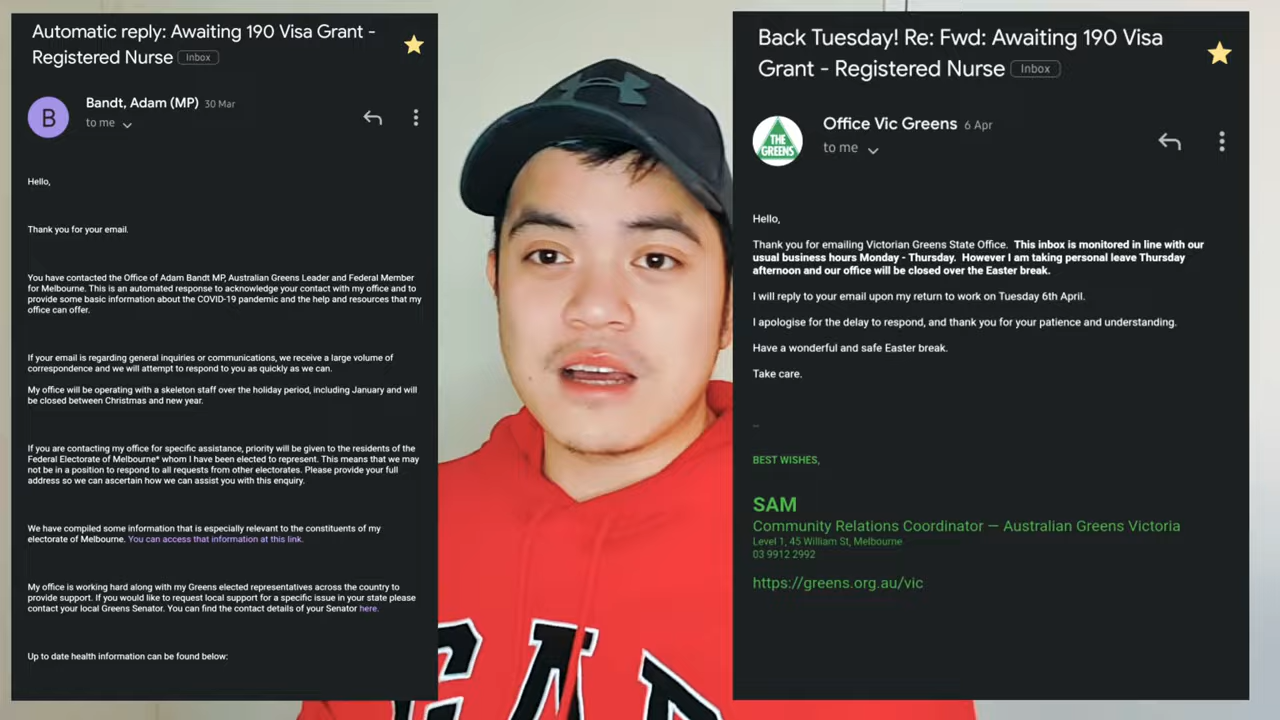 Automatic reply: Awaiting 190 Visa Grant -
Registered Nurse Inbox
B
Bandt, Adam (MP) 30 Mar
to me
Hello,
Thank you for your email.
You have contacted the Office of Adam Bandt MP, Australian Greens Leader and Federal Member
for Melbourne. This is an automated response to acknowledge your contact with my office and to
provide some basic information about the COVID-19 pandemic and the help and resources that my
office can offer.
If your email is regarding general inquiries or communications, we receive a large volume of
correspondence and we will attempt to respond to you as quickly as we can.
My office will be operating with a skeleton staff over the holiday period, including January and will
be closed between Christmas and new year.
If you are contacting my office for specific assistance, priority will be given to the residents of the
Federal Electorate of Melbourne* whom I have been elected to represent. This means that we may
not be in a position to respond to all requests from other electorates. Please provide your full
address so we can ascertain how we can assist you with this enquiry.
We have compiled some information that is especially relevant to the constituents of my
electorate of Melbourne. You can access that information at this link.
My office is working hard along with my Greens elected representatives across the country to
provide support. If you would like to request local support for a specific issue in your state please
contact your local Greens Senator. You can find the contact details of your Senator here.
Up to date health information can be found below:
Back Tuesday! Re: Fwd: Awaiting 190 Visa
Grant - Registered Nurse Inbox
THE
GREENS
Office Vic Greens 6 Apr
to me
Hello,
Thank you for emailing Victorian Greens State Office. This inbox is monitored in line with our
usual business hours Monday - Thursday. However I am taking personal leave Thursday
afternoon and our office will be closed over the Easter break.
I will reply to your email upon my return to work on Tuesday 6th April.
I apologise for the delay to respond, and thank you for your patience and understanding.
Have a wonderful and safe Easter break.
Take care.
--
BEST WISHES,
SAM
Community Relations Coordinator — Australian Greens Victoria
Level 1, 45 William St, Melbourne
03 9912 2992
https://greens.org.au/vic
GAP